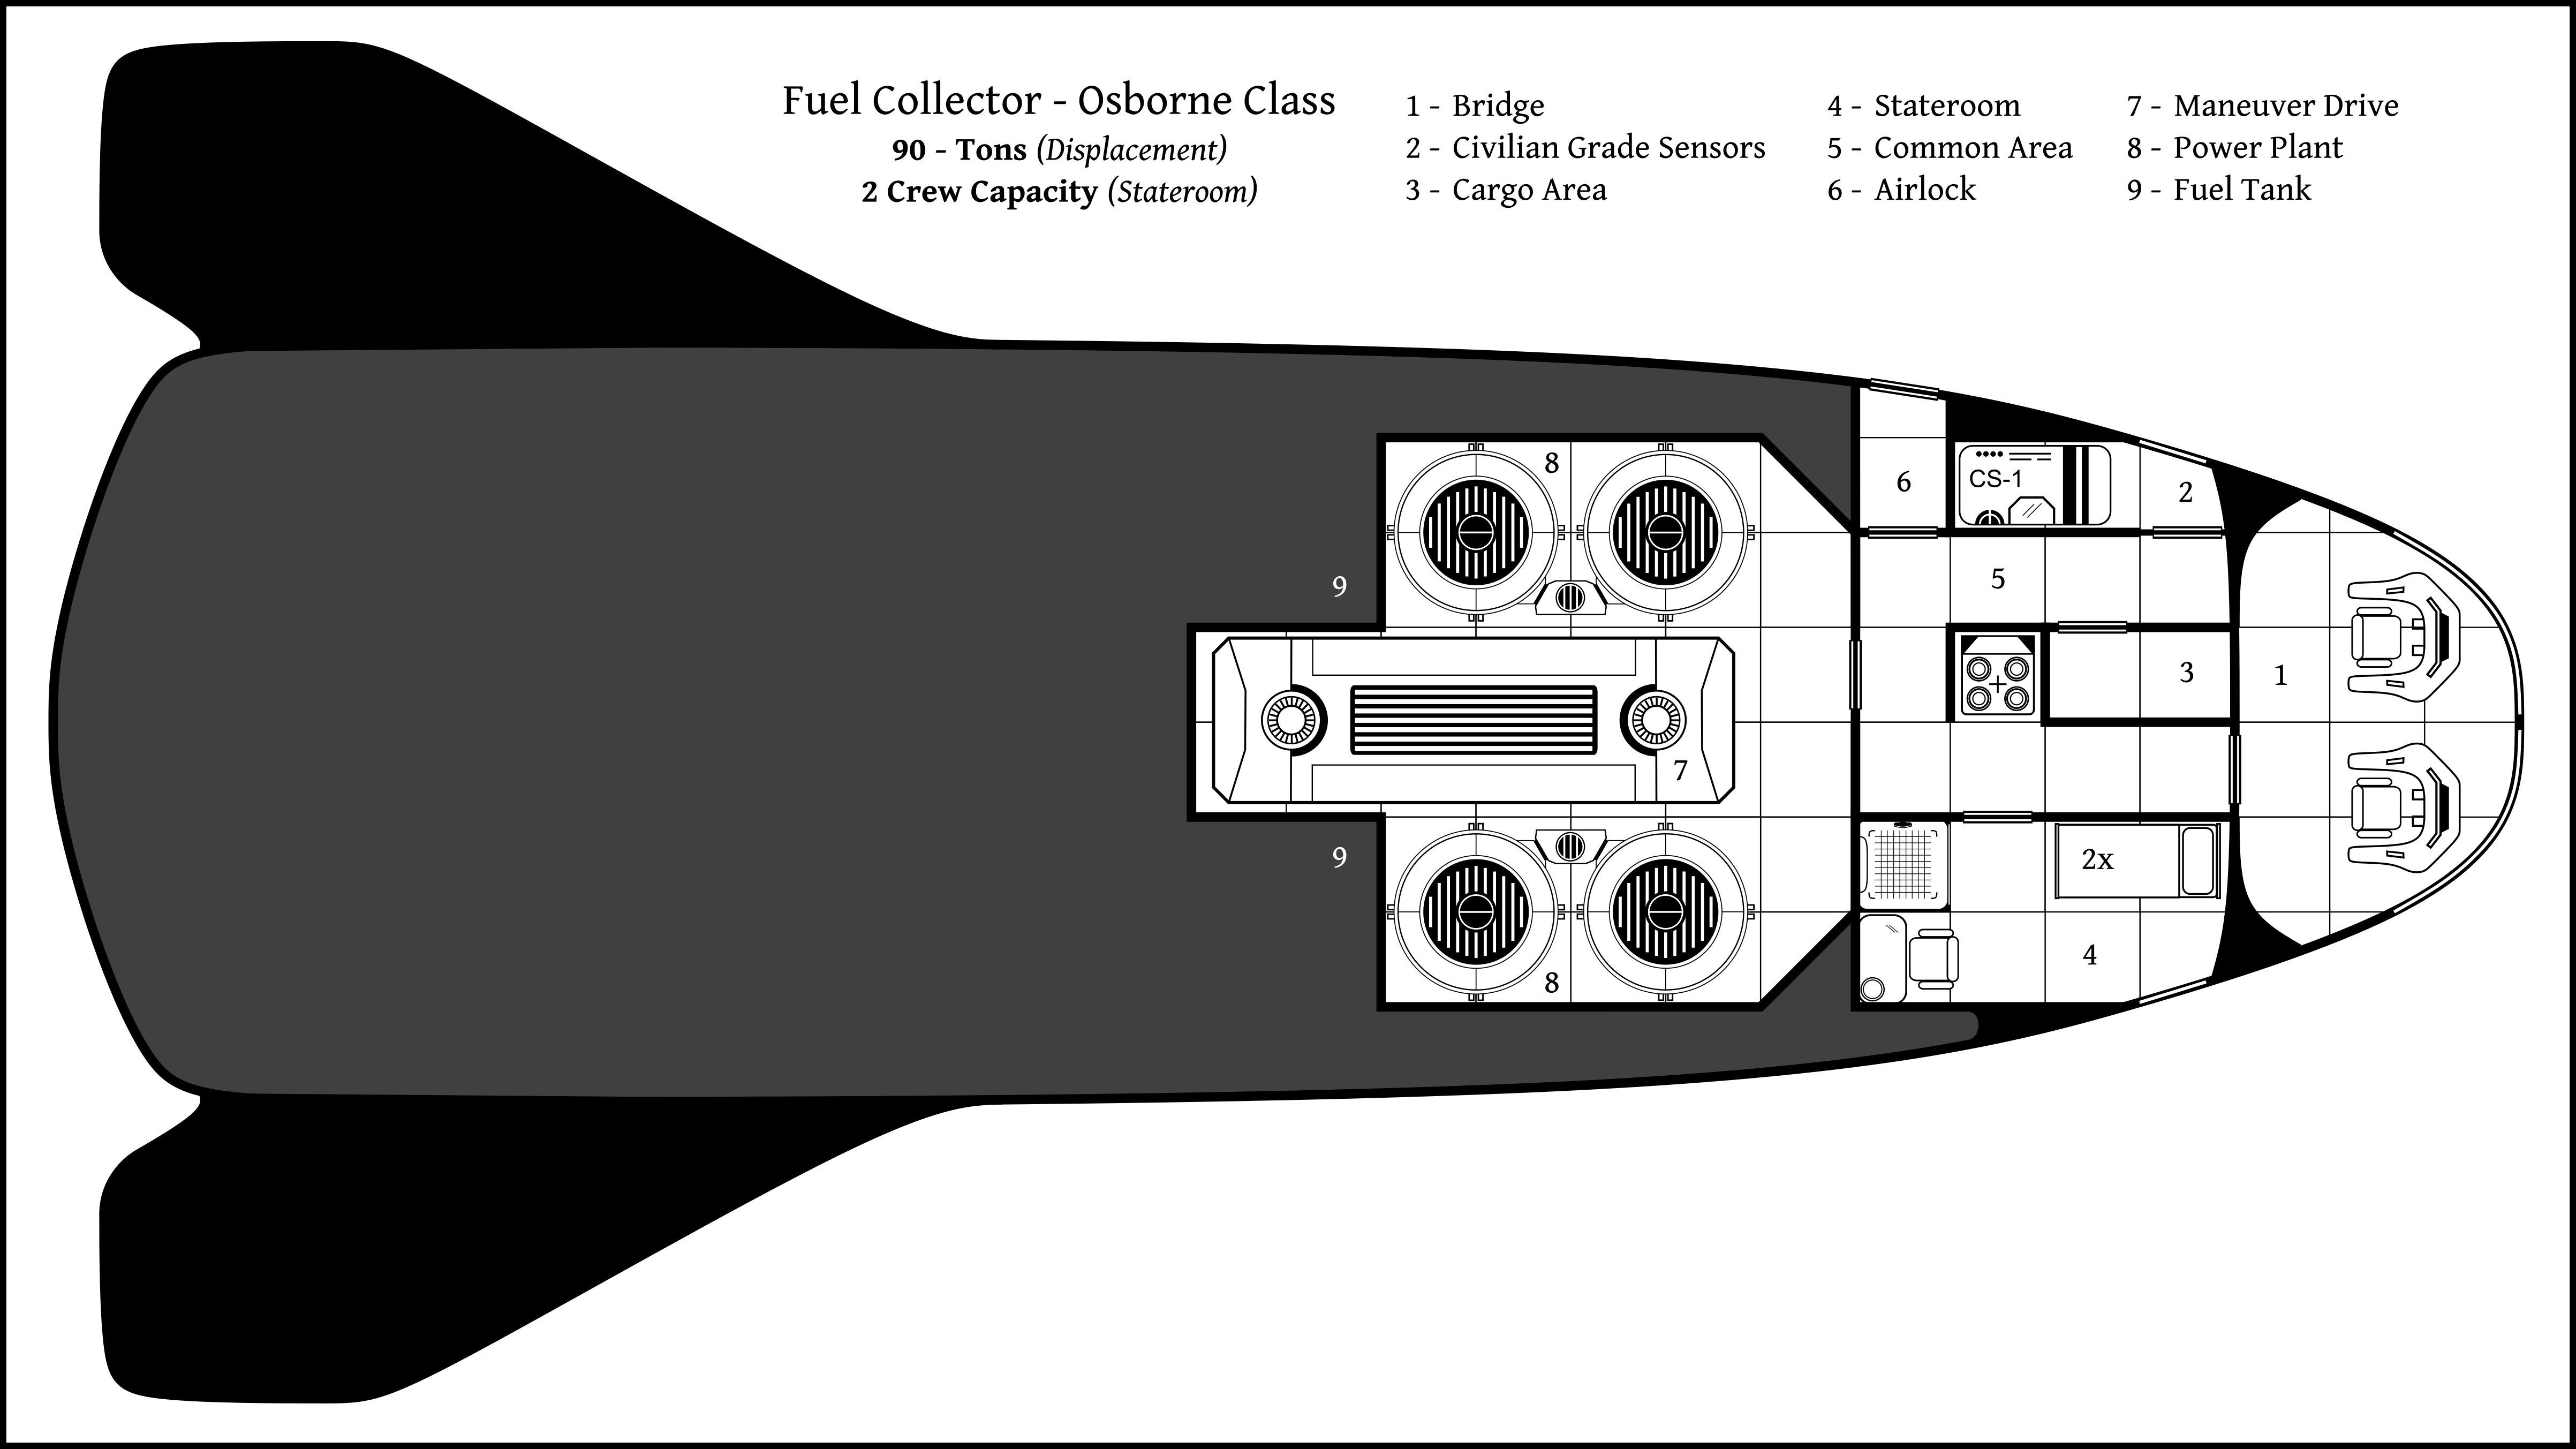 Fuel Collector - Osborne Class
90 - Tons (Displacement)
2 Crew Capacity (Stateroom)
1 - Bridge
2 - Civilian Grade Sensors
3 - Cargo Area
4 - Stateroom
5 - Common Area
6 - Airlock
7 - Maneuver Drive
8 - Power Plant
9 - Fuel Tank
8
6
CS-1
2
9
5
3
1
7
9
2x
4
8